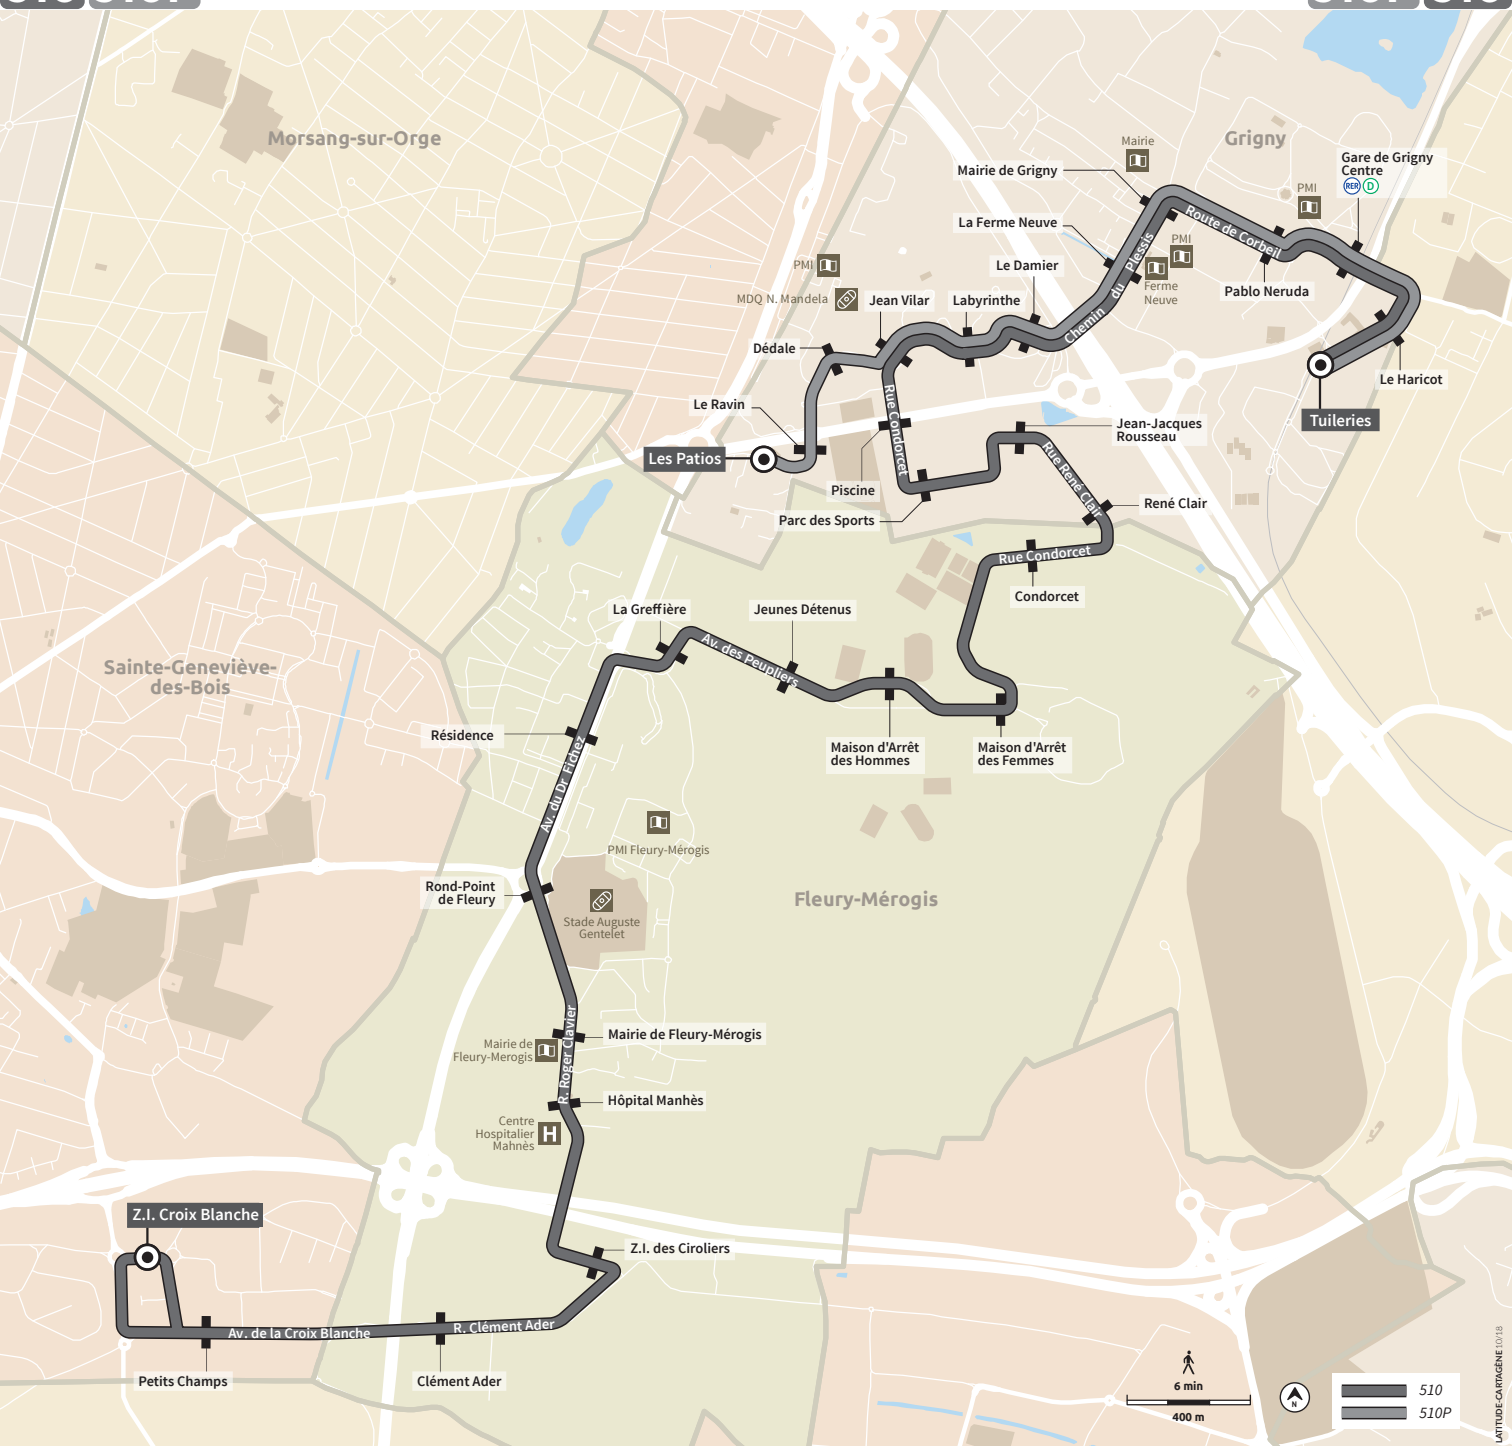 Morsang-sur-Orge
Grigny
Mairie
Mairie de Grigny
Gare de Grigny
Centre
RER D
PMI
La Ferme Neuve
Route de Corbeil
PMI
Ferme
Neuve
Pablo Neruda
Le Damier
Chemin du Plessis
PMI
MDQ N. Mandela
Jean Vilar
Labyrinthe
Dédale
Le Haricot
Tuileries
Le Ravin
Les Patios
Rue Condorcet
Jean-Jacques
Rousseau
Rue René Clair
Piscine
Parc des Sports
René Clair
Rue Condorcet
Condorcet
La Greffière
Jeunes Détenus
Av. des Peupliers
Sainte-Geneviève-
des-Bois
Résidence
Av. du Dr Fichez
Maison d'Arrêt
des Hommes
Maison d'Arrêt
des Femmes
PMI Fleury-Mérogis
Rond-Point
de Fleury
Fleury-Mérogis
Stade Auguste
Gentelet
Mairie de Fleury-Mérogis
Mairie de
Fleury-Merogis
R. Roger Clavier
Hôpital Manhès
Centre
Hospitalier
Mahnès
H
Z.I. Croix Blanche
Z.I. des Ciroliers
Av. de la Croix Blanche
R. Clément Ader
Petits Champs
Clément Ader
6 min
400 m
N
510
510P
LATITUDE-CARTAGÈNE 10/18